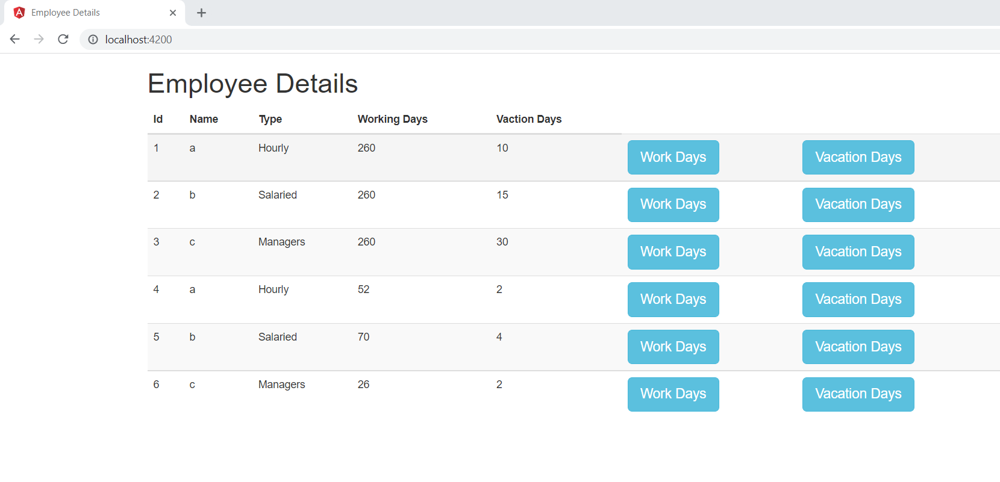 Employee Details
localhost:4200
Employee Details
Id Name Type Working Days Vaction Days
1 a Hourly 260 10 Work Days Vacation Days
2 b Salaried 260 15 Work Days Vacation Days
3 c Managers 260 30 Work Days Vacation Days
4 a Hourly 52 2 Work Days Vacation Days
5 b Salaried 70 4 Work Days Vacation Days
6 c Managers 26 2 Work Days Vacation Days